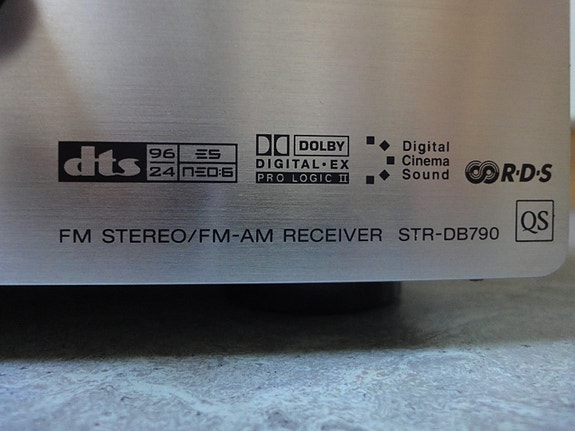 dts 96 24 ES NEO:6
DOLBY
DIGITAL·EX
PRO LOGIC II
Digital
Cinema
Sound
R·D·S
FM STEREO/FM-AM RECEIVER STR-DB790
QS